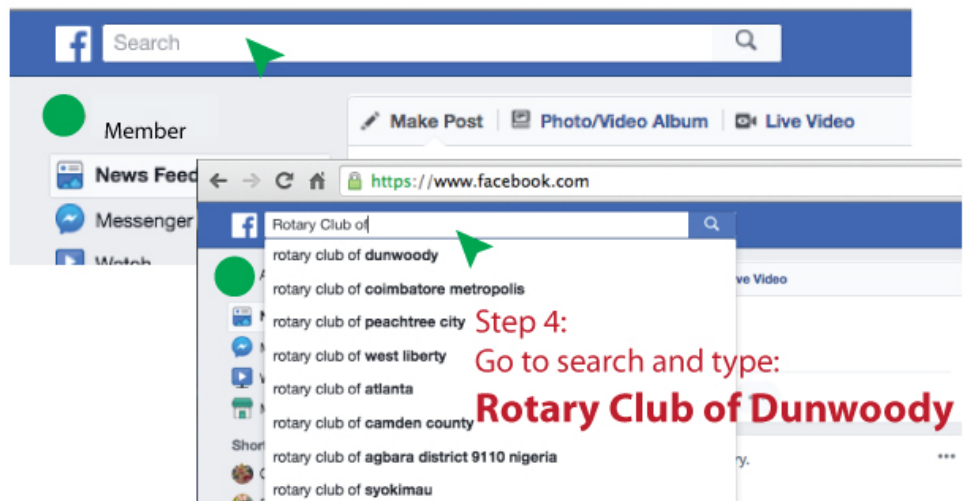 f Search
Member
Make Post Photo/Video Album Live Video
News Feed
Messenger
Watch
https://www.facebook.com
f Rotary Club of
rotary club of dunwoody
ve Video
rotary club of coimbatore metropolis
rotary club of peachtree city
rotary club of west liberty
rotary club of atlanta
rotary club of camden county
rotary club of agbara district 9110 nigeria
ry.
rotary club of syokimau
Shor
Step 4:
Go to search and type:
Rotary Club of Dunwoody